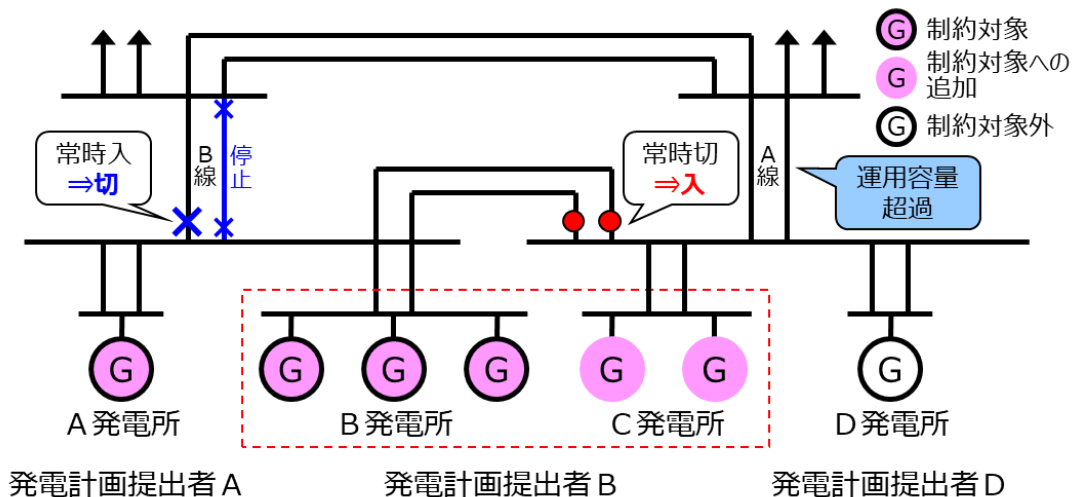 G 制約対象
G 制約対象への
追加
G 制約対象外
常時入
⇒切
B線
停止
常時切
⇒入
A線
運用容量
超過
G G G G G G G
A発電所 B発電所 C発電所 D発電所
発電計画提出者A 発電計画提出者B 発電計画提出者D